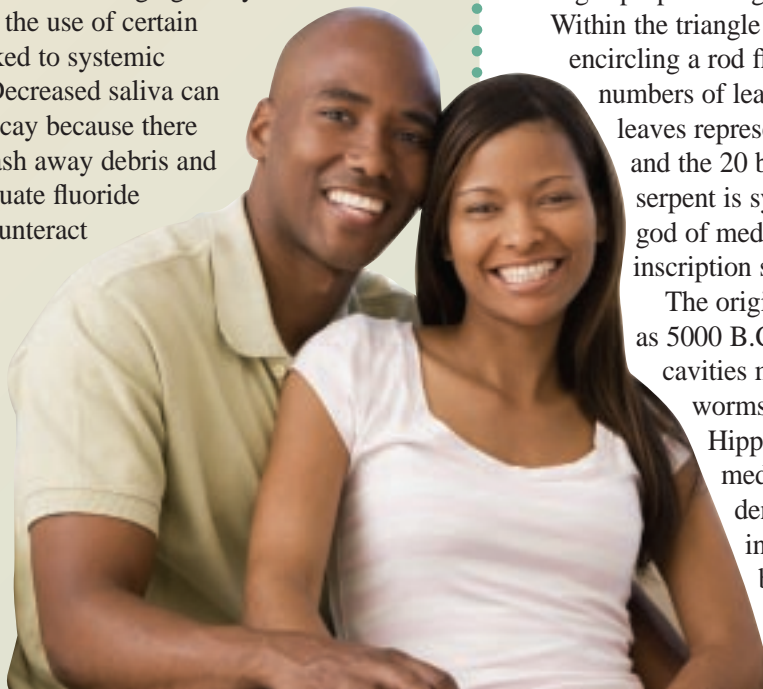 the use of certain
ked to systemic
Decreased saliva can
cay because there
ash away debris and
uate fluoride
unteract
Within the triangle
encircling a rod fl
numbers of lea
leaves represe
and the 20 b
serpent is sy
god of med
inscription s
The origi
as 5000 B.C
cavities n
worms
Hipp
med
der
in
b